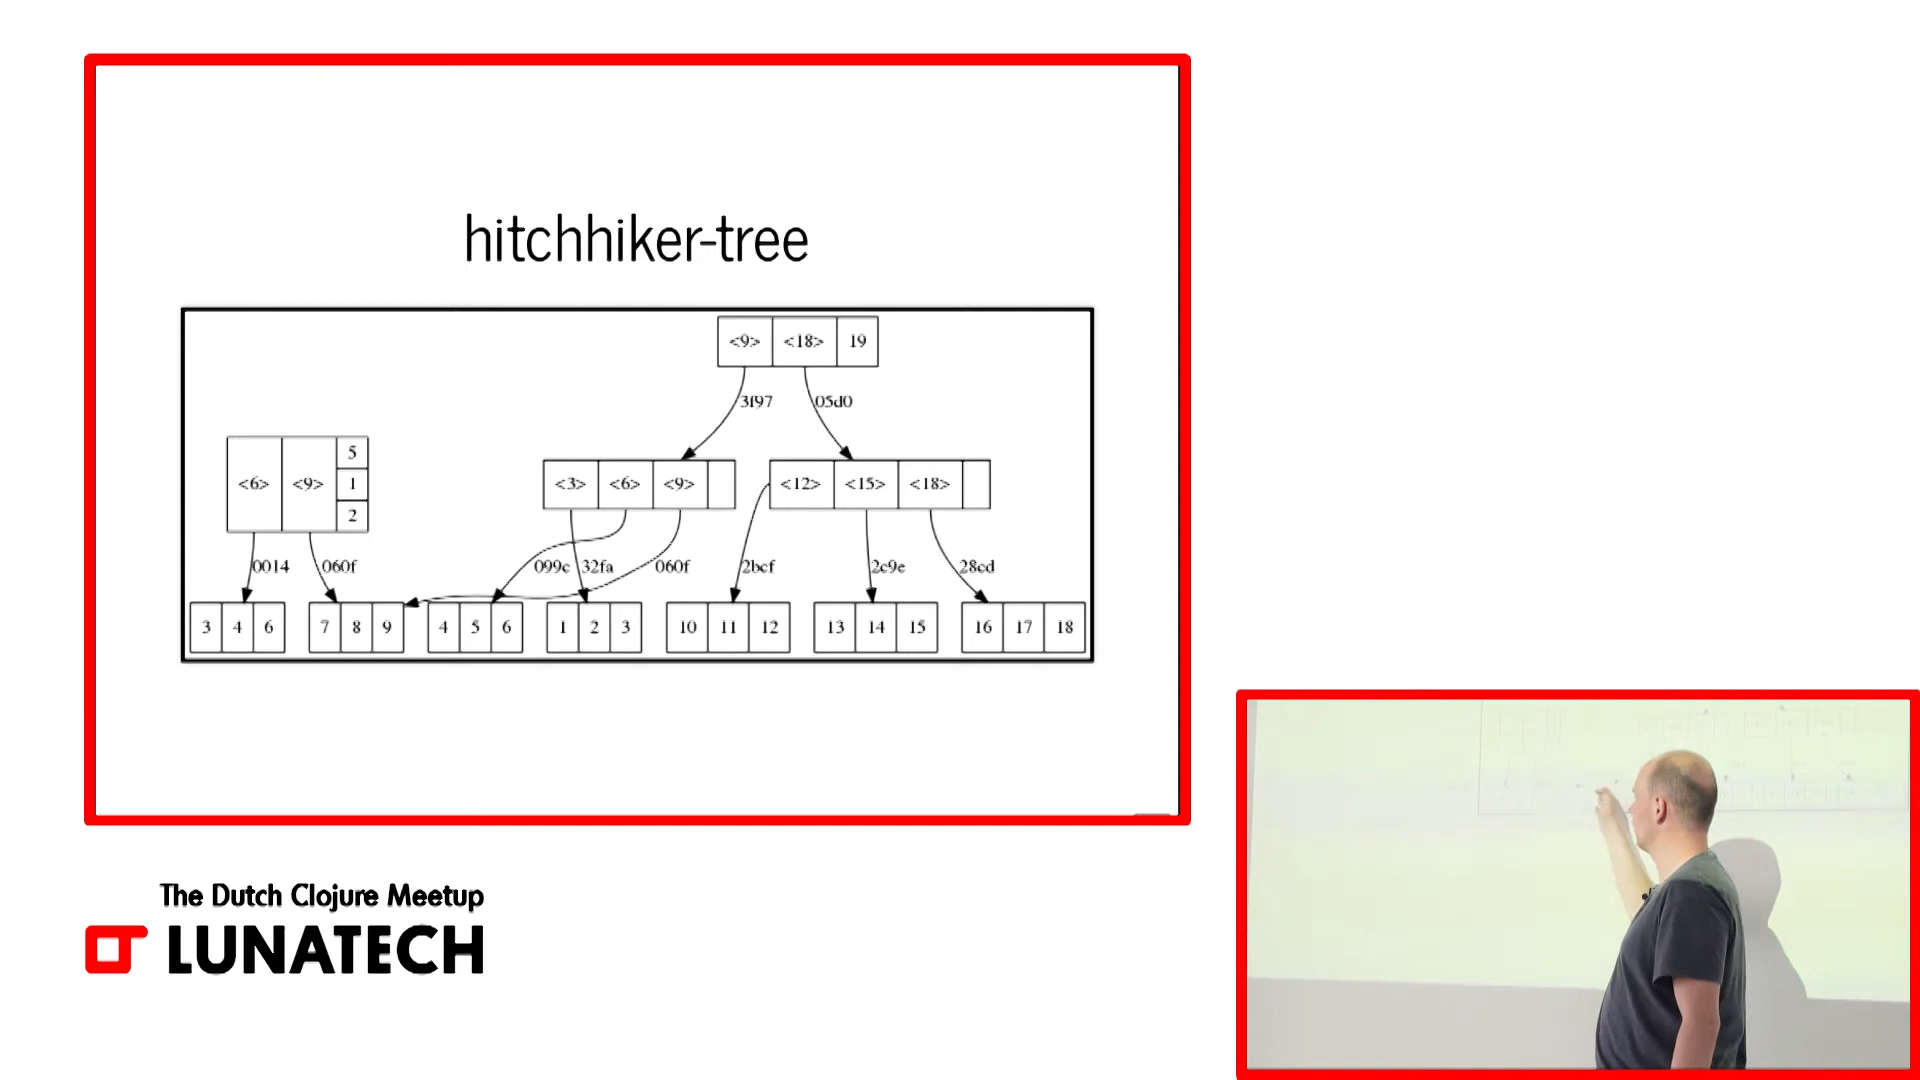 hitchhiker-tree
<9> <18> 19
3f97 05d0
<6> <9> 5 1 2
<3> <6> <9>
<12> <15> <18>
0014 060f 099c 32fa 060f 2bcf 2c9e 28cd
3 4 6
7 8 9
4 5 6
1 2 3
10 11 12
13 14 15
16 17 18
The Dutch Clojure Meetup
LUNATECH